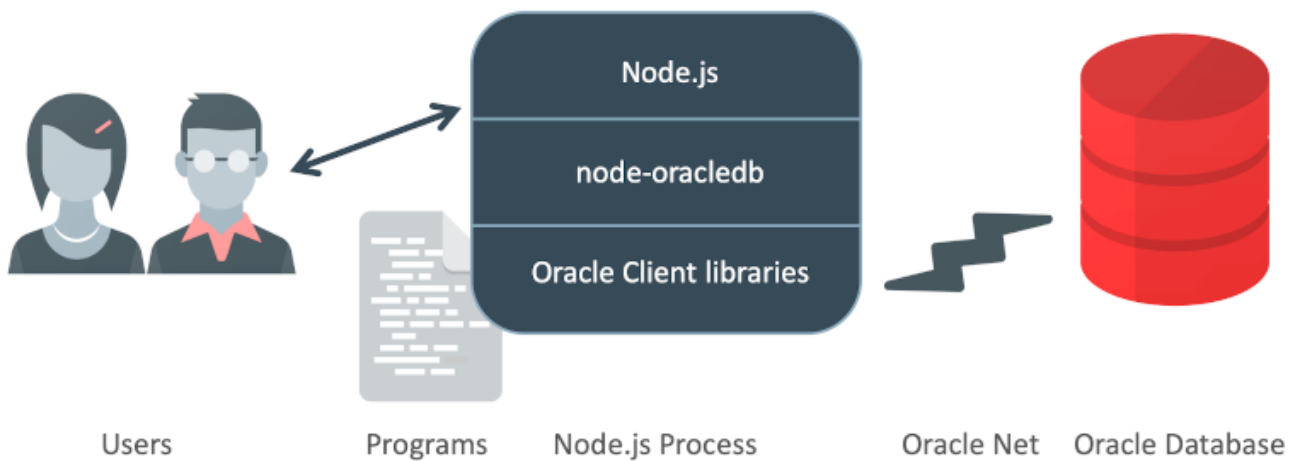 Node.js
node-oracledb
Oracle Client libraries
Users Programs Node.js Process Oracle Net Oracle Database